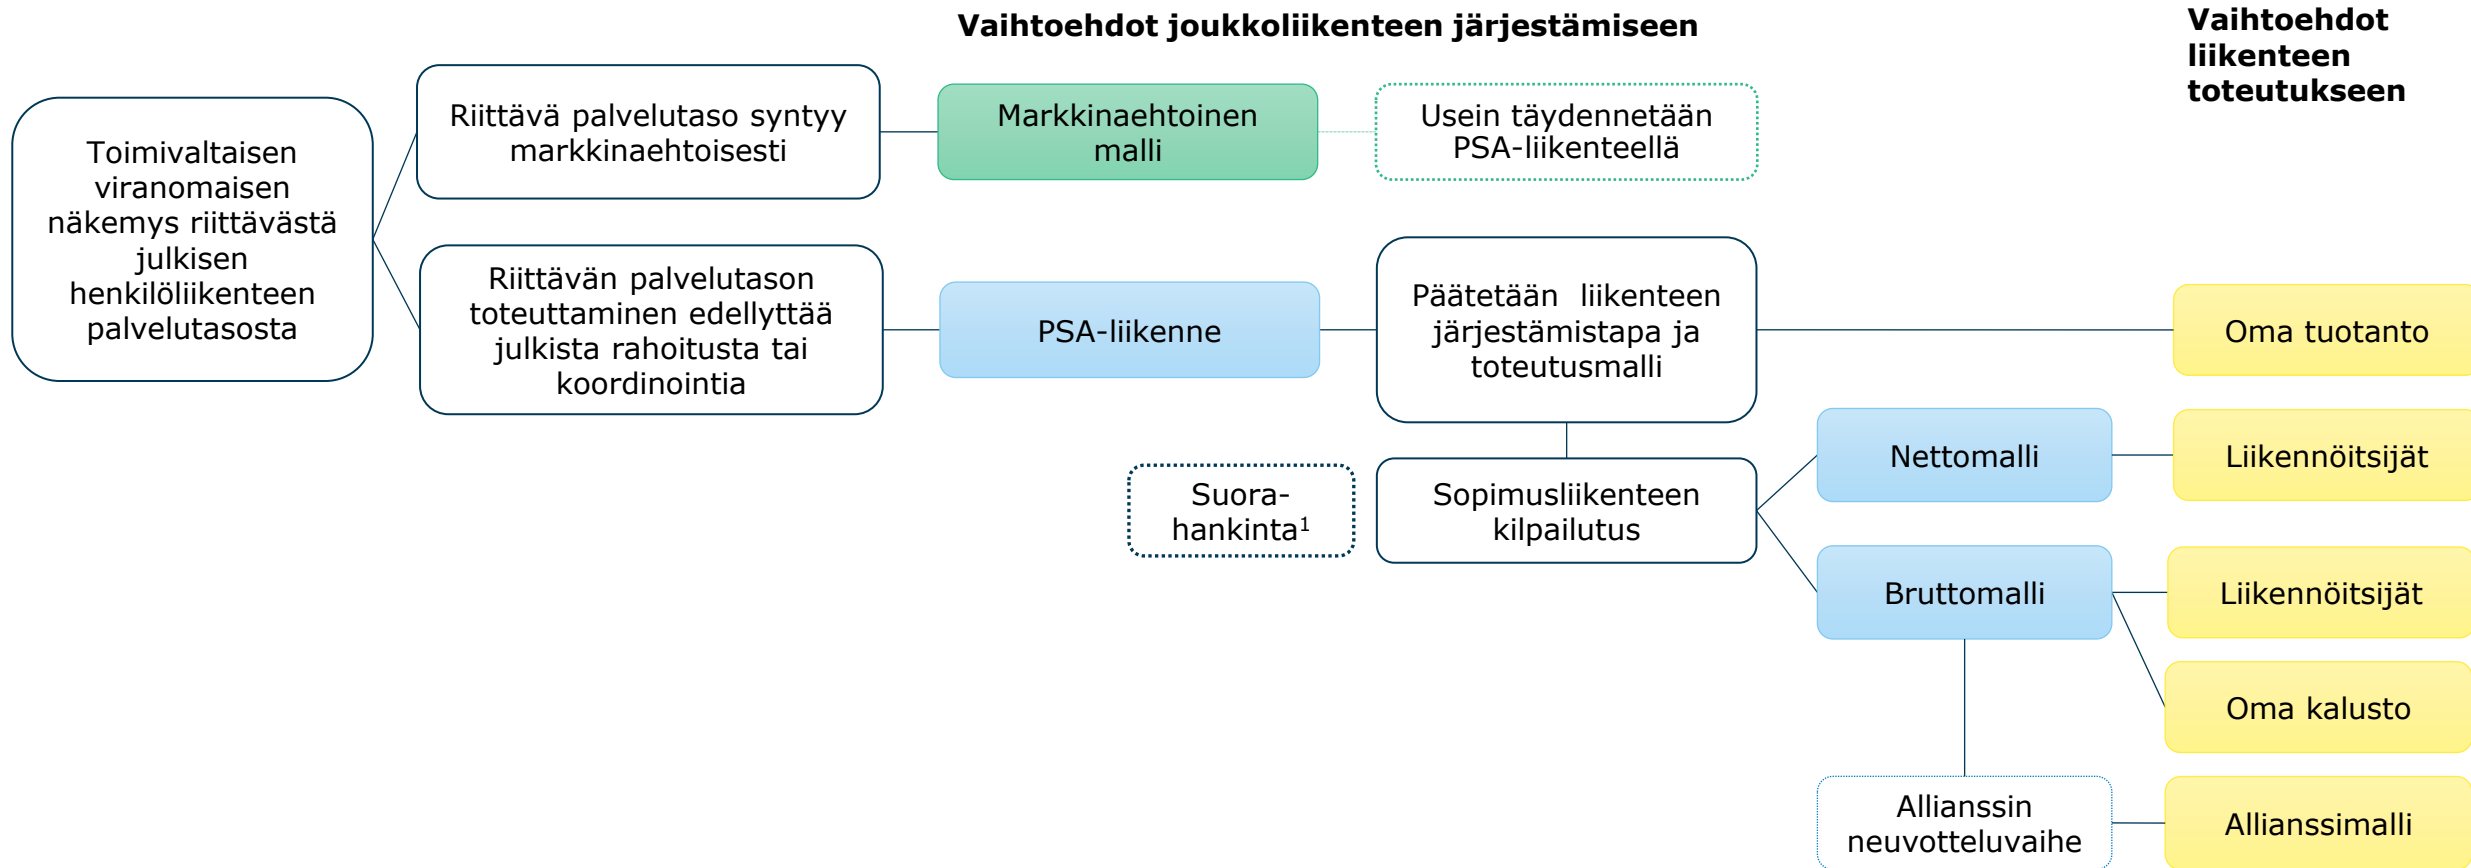 Vaihtoehdot joukkoliikenteen järjestämiseen
Vaihtoehdot
liikenteen
toteutukseen
Toimivaltaisen
viranomaisen
näkemys riittävästä
julkisen
henkilöliikenteen
palvelutasosta
Riittävä palvelutaso syntyy
markkinaehtoisesti
Markkinaehtoinen
malli
Usein täydennetään
PSA-liikenteellä
Riittävän palvelutason
toteuttaminen edellyttää
julkista rahoitusta tai
koordinointia
PSA-liikenne
Päätetään liikenteen
järjestämistapa ja
toteutusmalli
Oma tuotanto
Suora-
hankinta¹
Sopimusliikenteen
kilpailutus
Nettomalli
Liikennöitsijät
Bruttomalli
Liikennöitsijät
Oma kalusto
Allianssin
neuvotteluvaihe
Allianssimalli